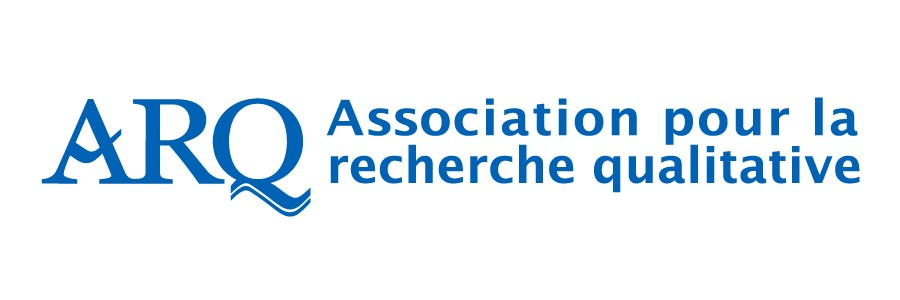 ARQ
Association pour la
recherche qualitative